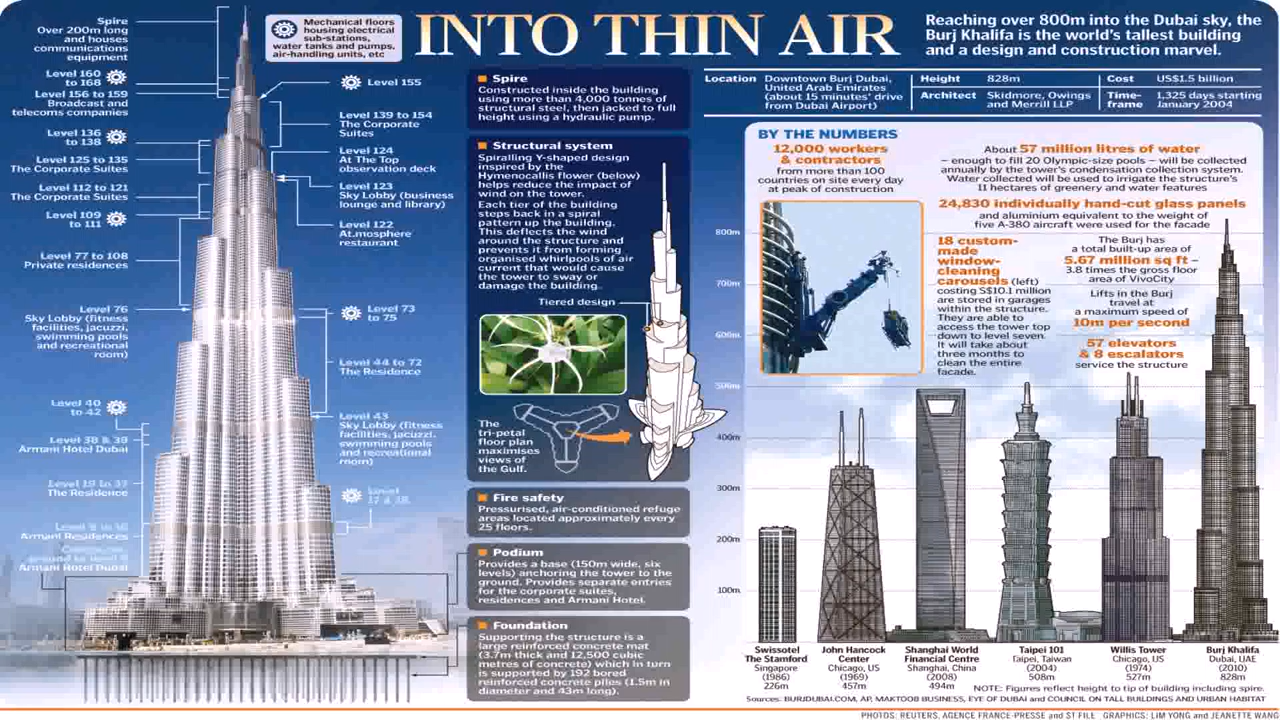 INTO THIN AIR
Reaching over 800m into the Dubai sky, the
Burj Khalifa is the world's tallest building
and a design and construction marvel.
Mechanical floors
housing electrical
sub-stations,
water tanks and pumps,
air-handling units, etc
Spire
Over 200m long
and houses
communications
equipment
Level 160
to 168
Level 156 to 159
Broadcast and
telecoms companies
Level 136
to 138
Level 125 to 135
The Corporate Suites
Level 112 to 121
The Corporate Suites
Level 109
to 111
Level 77 to 108
Private residences
Level 76
Sky Lobby (fitness
facilities, jacuzzi,
swimming pools
and recreational
room)
Level 40
to 42
Level 38 & 39
Armani Hotel Dubai
Level 19 to 37
The Residence
Armani Residences
Armani Hotel Dubai
Level 155
Level 139 to 154
The Corporate
Suites
Level 124
At The Top
observation deck
Level 123
Sky Lobby (business
lounge and library)
Level 122
At.mosphere
restaurant
Level 73
to 75
Level 44 to 72
The Residence
Level 43
Sky Lobby (fitness
facilities, jacuzzi,
swimming pools
and recreational
room)
Level
Spire
Constructed inside the building
using more than 4,000 tonnes of
structural steel, then jacked to full
height using a hydraulic pump.
Structural system
Spiralling Y-shaped design
inspired by the
Hymenocallis flower (below)
helps reduce the impact of
wind on the tower.
Each tier of the building
steps back in a spiral
pattern up the building.
This deflects the wind
around the structure and
prevents it from forming
organised whirlpools of air
current that would cause
the tower to sway or
damage the building.
Tiered design
The
tri-petal
floor plan
maximises
views of
the Gulf.
Fire safety
Pressurised, air-conditioned refuge
areas located approximately every
25 floors.
Podium
Provides a base (150m wide, six
levels) anchoring the tower to the
ground. Provides separate entries
for the corporate suites,
residences and Armani Hotel.
Foundation
Supporting the structure is a
large reinforced concrete mat
(3.7m thick and 12,500 cubic
metres of concrete) which in turn
is supported by 192 bored
reinforced concrete piles (1.5m in
diameter and 43m long).
Location Downtown Burj Dubai,
United Arab Emirates
(about 15 minutes' drive
from Dubai Airport)
Height 828m
Architect Skidmore, Owings
and Merrill LLP
Cost US$1.5 billion
Time-
frame 1,325 days starting
January 2004
BY THE NUMBERS
12,000 workers
& contractors
from more than 100
countries on site every day
at peak of construction
About 57 million litres of water
– enough to fill 20 Olympic-size pools – will be collected
annually by the tower's condensation collection system.
Water collected will be used to irrigate the structure's
11 hectares of greenery and water features
24,830 individually hand-cut glass panels
and aluminium equivalent to the weight of
five A-380 aircraft were used for the facade
18 custom-
made
window-
cleaning
carousels (left)
costing S$10.1 million
are stored in garages
within the structure.
They are able to
access the tower top
down to level seven.
It will take about
three months to
clean the entire
facade.
The Burj has
a total built-up area of
5.67 million sq ft –
3.8 times the gross floor
area of VivoCity
Lifts in the Burj
travel at
a maximum speed of
10m per second
57 elevators
& 8 escalators
service the structure
800m
700m
600m
500m
400m
300m
200m
100m
Swissotel
The Stamford
Singapore
(1986)
226m
John Hancock
Center
Chicago, US
(1969)
457m
Shanghai World
Financial Centre
Shanghai, China
(2008)
494m
Taipei 101
Taipei, Taiwan
(2004)
508m
Willis Tower
Chicago, US
(1974)
527m
Burj Khalifa
Dubai, UAE
(2010)
828m
NOTE: Figures reflect height to tip of building including spire.
Sources: BURJDUBAI.COM, AP, MAKTOOB BUSINESS, EYE OF DUBAI and COUNCIL ON TALL BUILDINGS AND URBAN HABITAT
PHOTOS: REUTERS, AGENCE FRANCE-PRESSE and ST FILE GRAPHICS: LIM YONG and JEANETTE WANG